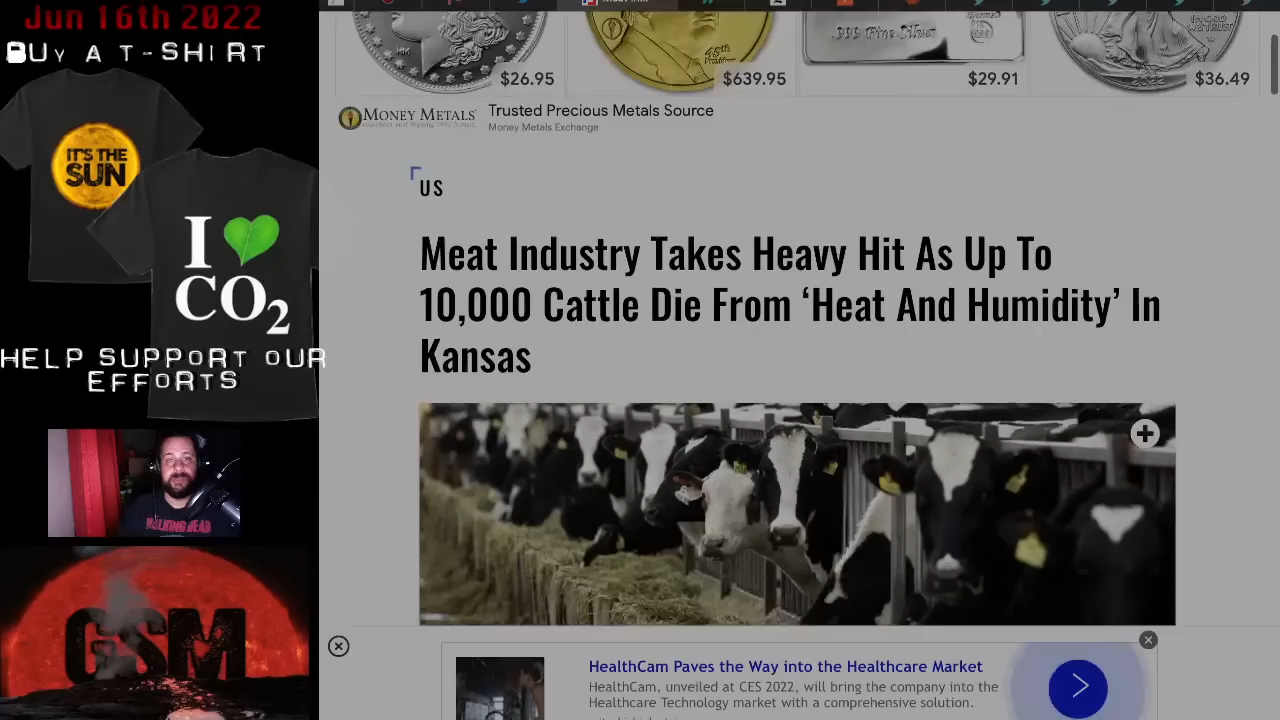 Jun 16th 2022
BUY A T-SHIRT
IT'S THE
SUN
I
CO2
HELP SUPPORT OUR
EFFORTS
WALKING DEAD
GSM
45th
.999 Fine Silver
$26.95
$639.95
$29.91
$36.49
MONEY METALS
Trusted Precious Metals Source
Money Metals Exchange
US
Meat Industry Takes Heavy Hit As Up To
10,000 Cattle Die From ‘Heat And Humidity’ In
Kansas
HealthCam Paves the Way into the Healthcare Market
HealthCam, unveiled at CES 2022, will bring the company into the
Healthcare Technology market with a comprehensive solution.